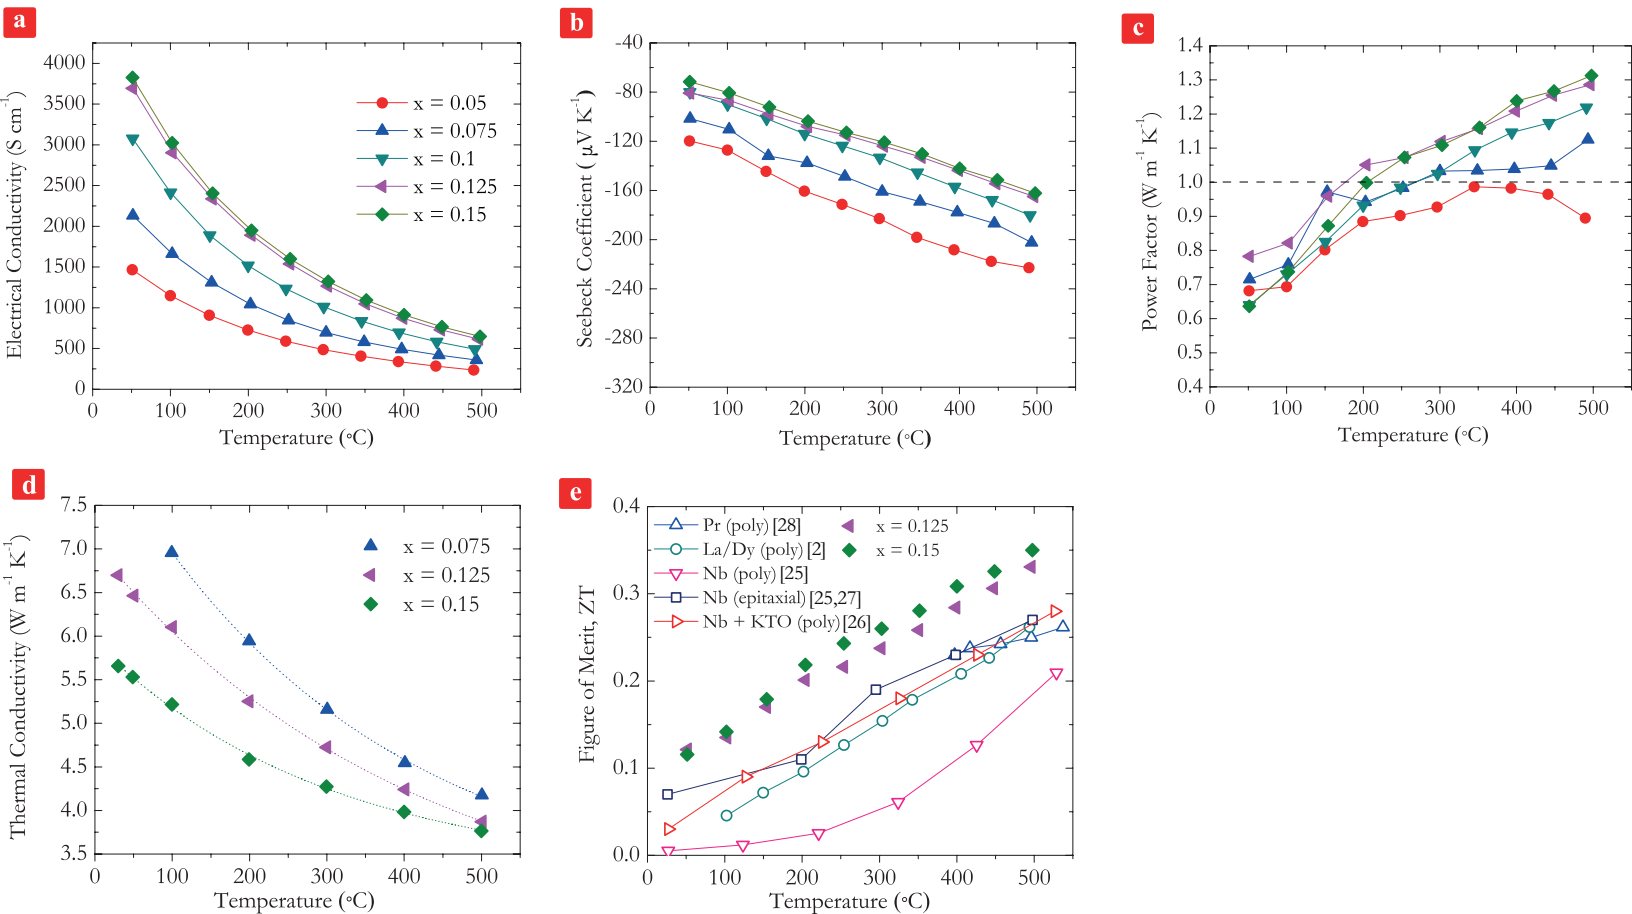 a
Electrical Conductivity (S cm⁻¹)
4000
3500
3000
2500
2000
1500
1000
500
0
0 100 200 300 400 500
Temperature (°C)
x = 0.05
x = 0.075
x = 0.1
x = 0.125
x = 0.15
b
Seebeck Coefficient ( μV K⁻¹)
-40
-80
-120
-160
-200
-240
-280
-320
0 100 200 300 400 500
Temperature (°C)
c
Power Factor (W m⁻¹ K⁻¹)
1.4
1.3
1.2
1.1
1.0
0.9
0.8
0.7
0.6
0.5
0.4
0 100 200 300 400 500
Temperature (°C)
d
Thermal Conductivity (W m⁻¹ K⁻¹)
7.5
7.0
6.5
6.0
5.5
5.0
4.5
4.0
3.5
0 100 200 300 400 500
Temperature (°C)
x = 0.075
x = 0.125
x = 0.15
e
Figure of Merit, ZT
0.4
0.3
0.2
0.1
0.0
0 100 200 300 400 500
Temperature (°C)
Pr (poly) [28]
La/Dy (poly) [2]
Nb (poly) [25]
Nb (epitaxial) [25,27]
Nb + KTO (poly) [26]
x = 0.125
x = 0.15